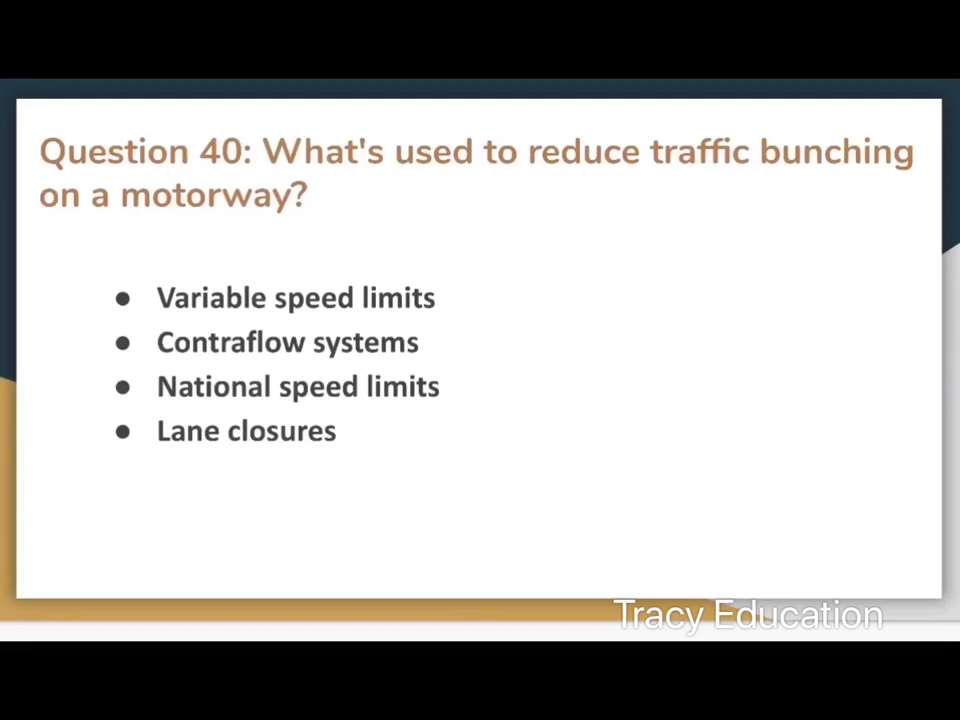 Question 40: What's used to reduce traffic bunching
on a motorway?
● Variable speed limits
● Contraflow systems
● National speed limits
● Lane closures
Tracy Education